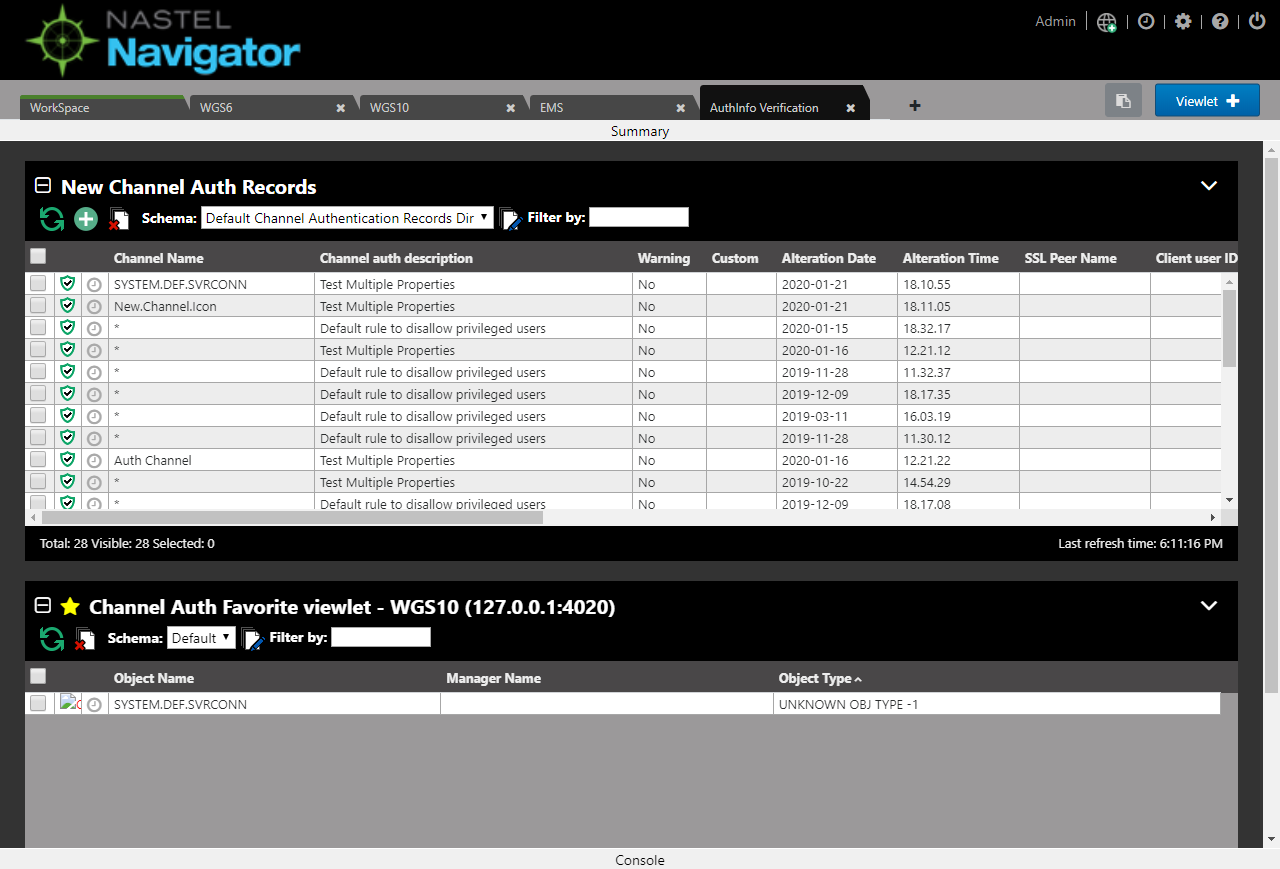 NASTEL
Navigator
Admin
WorkSpace WGS6 WGS10 EMS AuthInfo Verification Viewlet
Summary
New Channel Auth Records
Schema: Default Channel Authentication Records Dir Filter by:
Channel Name Channel auth description Warning Custom Alteration Date Alteration Time SSL Peer Name Client user ID
SYSTEM.DEF.SVRCONN Test Multiple Properties No 2020-01-21 18.10.55
New.Channel.Icon Test Multiple Properties No 2020-01-21 18.11.05
* Default rule to disallow privileged users No 2020-01-15 18.32.17
* Test Multiple Properties No 2020-01-16 12.21.12
* Default rule to disallow privileged users No 2019-11-28 11.32.37
* Default rule to disallow privileged users No 2019-12-09 18.17.35
* Default rule to disallow privileged users No 2019-03-11 16.03.19
* Default rule to disallow privileged users No 2019-11-28 11.30.12
Auth Channel Test Multiple Properties No 2020-01-16 12.21.22
* Test Multiple Properties No 2019-10-22 14.54.29
* Default rule to disallow privileged users No 2019-12-09 18.17.08
Total: 28 Visible: 28 Selected: 0 Last refresh time: 6:11:16 PM
Channel Auth Favorite viewlet - WGS10 (127.0.0.1:4020)
Schema: Default Filter by:
Object Name Manager Name Object Type
SYSTEM.DEF.SVRCONN UNKNOWN OBJ TYPE -1
Console